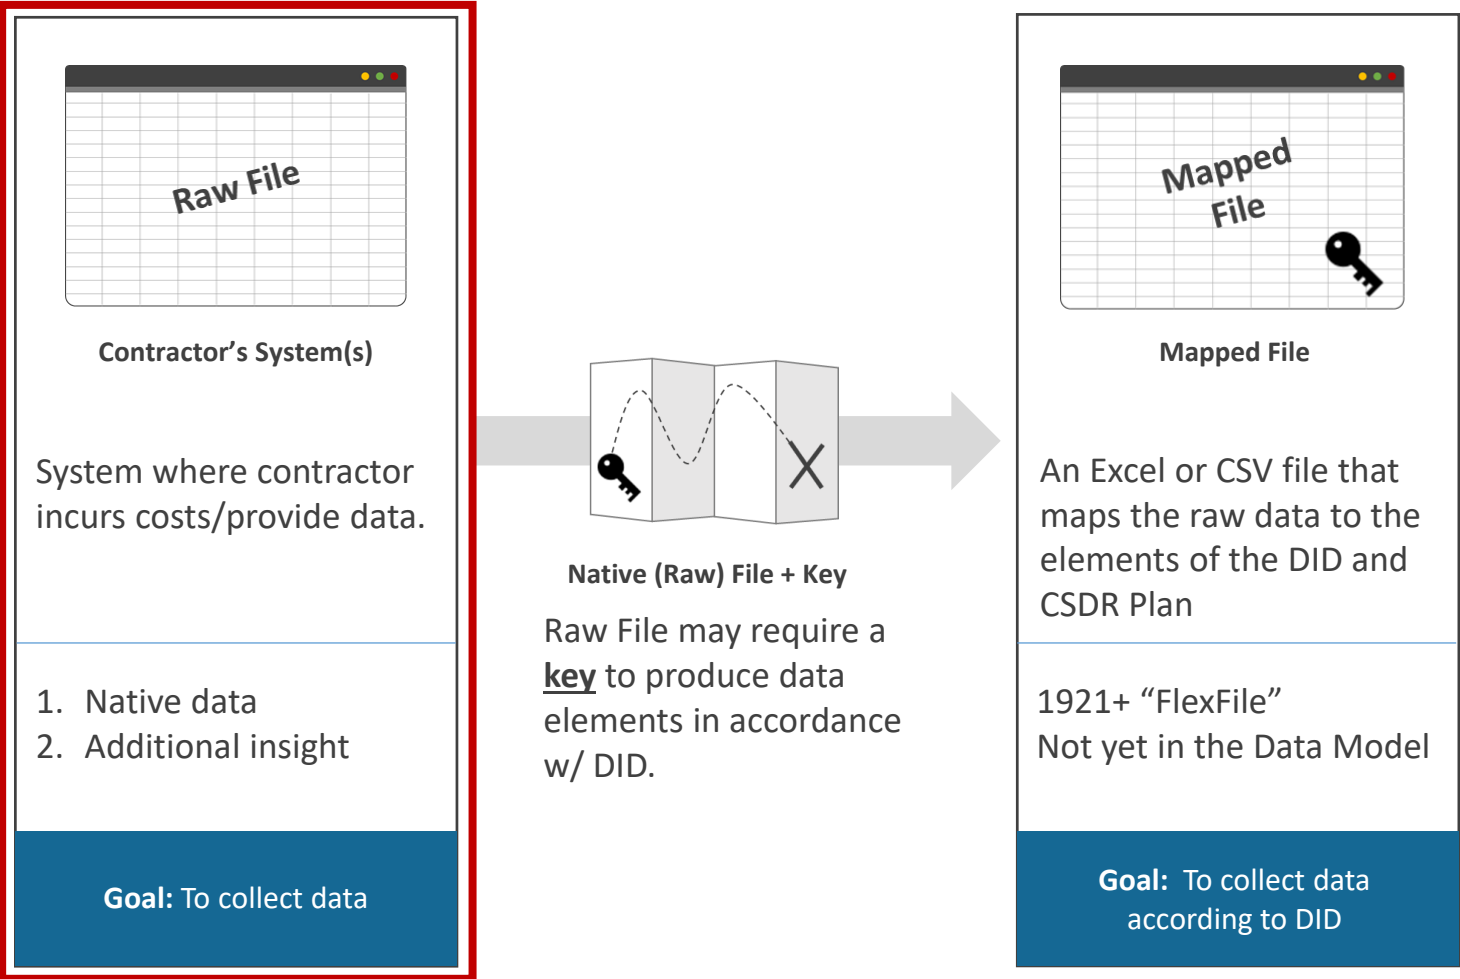 Raw File
Contractor's System(s)
System where contractor
incurs costs/provide data.
1. Native data
2. Additional insight
Goal: To collect data
Native (Raw) File + Key
Raw File may require a
key to produce data
elements in accordance
w/ DID.
Mapped
File
Mapped File
An Excel or CSV file that
maps the raw data to the
elements of the DID and
CSDR Plan
1921+ “FlexFile”
Not yet in the Data Model
Goal: To collect data
according to DID